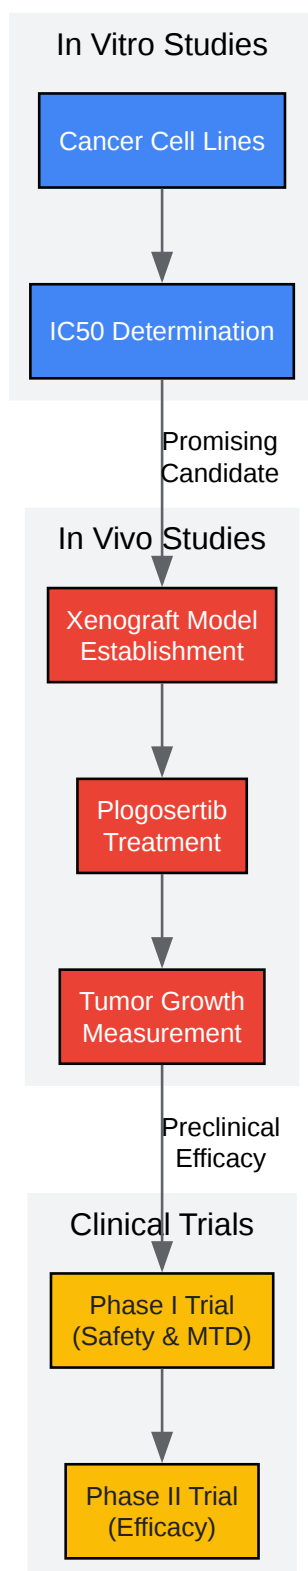 In Vitro Studies
Cancer Cell Lines
IC50 Determination
Promising
Candidate
In Vivo Studies
Xenograft Model
Establishment
Plogosertib
Treatment
Tumor Growth
Measurement
Preclinical
Efficacy
Clinical Trials
Phase I Trial
(Safety & MTD)
Phase II Trial
(Efficacy)